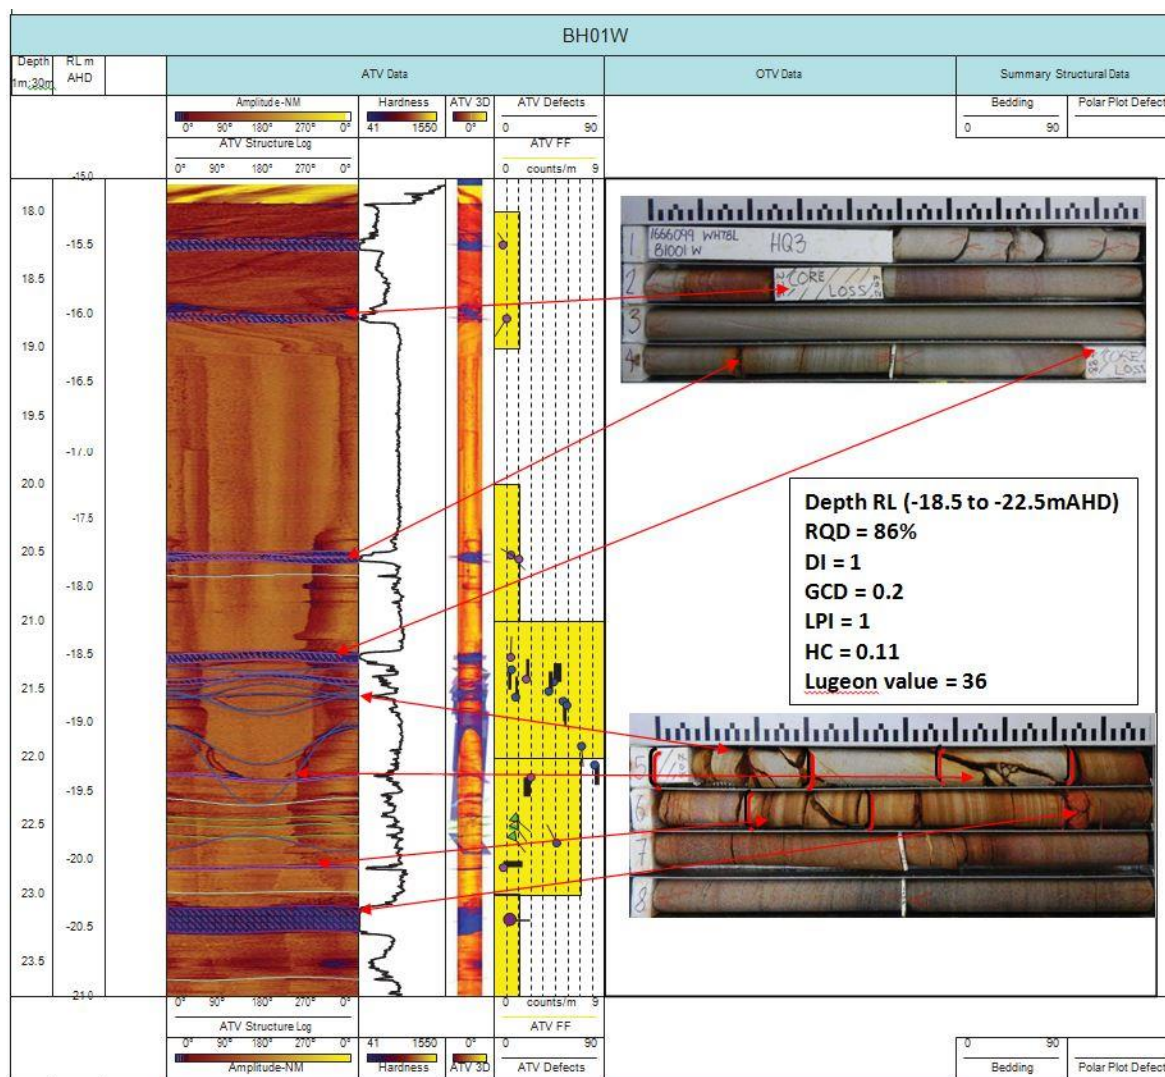 BH01W
Depth
1m:30m
RL m
AHD
ATV Data
OTV Data
Summary Structural Data
Amplitude-NM
0° 90° 180° 270° 0°
ATV Structure Log
0° 90° 180° 270° 0°
Hardness
41 1550
ATV 3D
0°
ATV Defects
0 90
ATV FF
0 counts/m 9
Bedding
0 90
Polar Plot Defect
-15.0
18.0
-15.5
18.5
-16.0
19.0
-16.5
19.5
-17.0
20.0
-17.5
20.5
-18.0
21.0
-18.5
21.5
-19.0
22.0
-19.5
22.5
-20.0
23.0
-20.5
23.5
-21.0
1 1666099 WHTBL
BH001 W
HQ3
2 CORE
LOSS
3
4 CORE
LOSS
Depth RL (-18.5 to -22.5mAHD)
RQD = 86%
DI = 1
GCD = 0.2
LPI = 1
HC = 0.11
Lugeon value = 36
5
6
7
8
0° 90° 180° 270° 0°
ATV Structure Log
0° 90° 180° 270° 0°
Amplitude-NM
41 1550
Hardness
0°
ATV 3D
0 counts/m 9
ATV FF
0 90
ATV Defects
0 90
Bedding
Polar Plot Defect